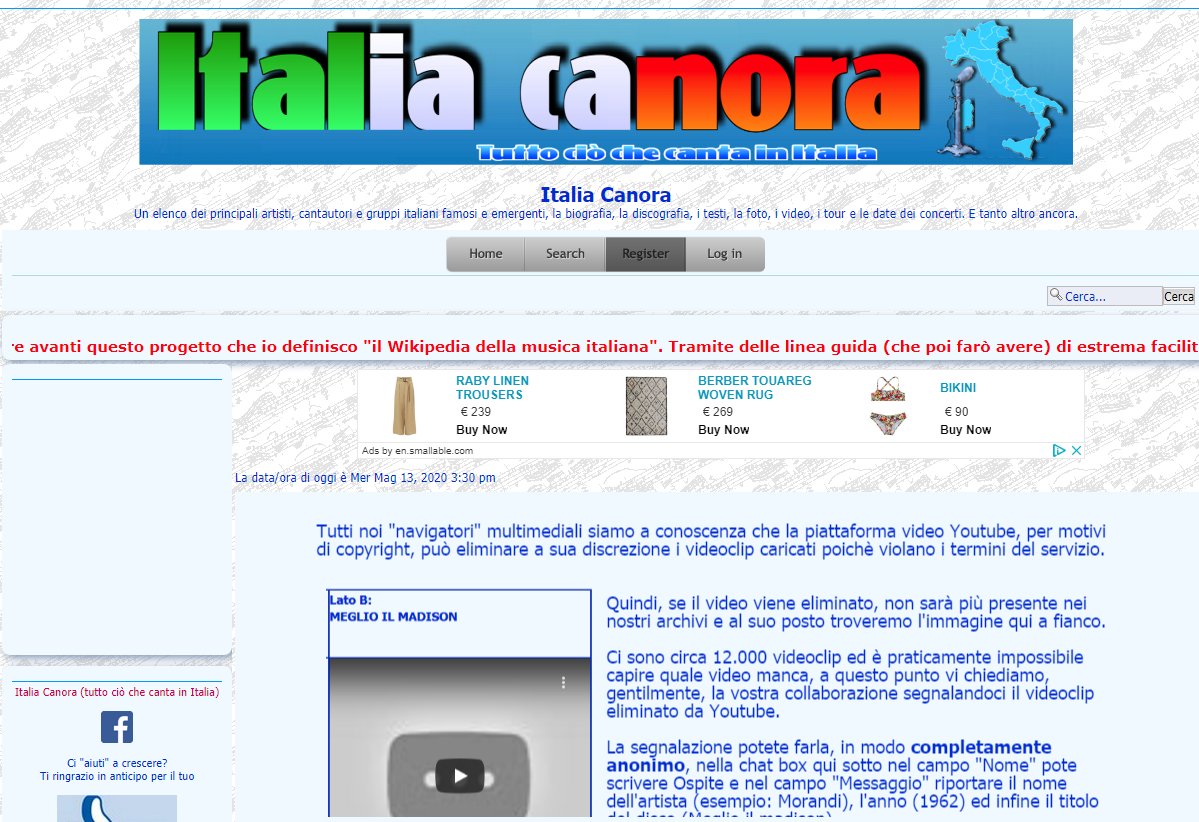 Italia canora
Tutto ciò che canta in Italia
Italia Canora
Un elenco dei principali artisti, cantautori e gruppi italiani famosi e emergenti, la biografia, la discografia, i testi, la foto, i video, i tour e le date dei concerti. E tanto altro ancora.
Home Search Register Log in
Cerca... Cerca
re avanti questo progetto che io definisco "il Wikipedia della musica italiana". Tramite delle linea guida (che poi farò avere) di estrema facilit
RABY LINEN
TROUSERS
€ 239
Buy Now
BERBER TOUAREG
WOVEN RUG
€ 269
Buy Now
BIKINI
€ 90
Buy Now
Ads by en.smallable.com
La data/ora di oggi è Mer Mag 13, 2020 3:30 pm
Tutti noi "navigatori" multimediali siamo a conoscenza che la piattaforma video Youtube, per motivi
di copyright, può eliminare a sua discrezione i videoclip caricati poichè violano i termini del servizio.
Lato B:
MEGLIO IL MADISON
Quindi, se il video viene eliminato, non sarà più presente nei
nostri archivi e al suo posto troveremo l'immagine qui a fianco.
Ci sono circa 12.000 videoclip ed è praticamente impossibile
capire quale video manca, a questo punto vi chiediamo,
gentilmente, la vostra collaborazione segnalandoci il videoclip
eliminato da Youtube.
La segnalazione potete farla, in modo completamente
anonimo, nella chat box qui sotto nel campo "Nome" pote
scrivere Ospite e nel campo "Messaggio" riportare il nome
dell'artista (esempio: Morandi), l'anno (1962) ed infine il titolo
del disco (Meglio il madison)
Italia Canora (tutto ciò che canta in Italia)
Ci "aiuti" a crescere?
Ti ringrazio in anticipo per il tuo